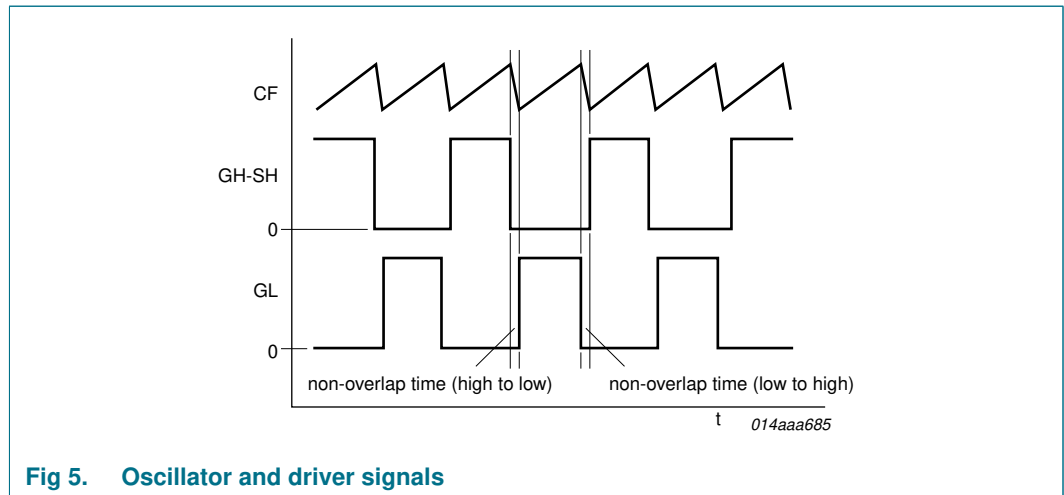 CF
GH-SH
0
GL
0
non-overlap time (high to low)
non-overlap time (low to high)
t
014aaa685
Fig 5. Oscillator and driver signals